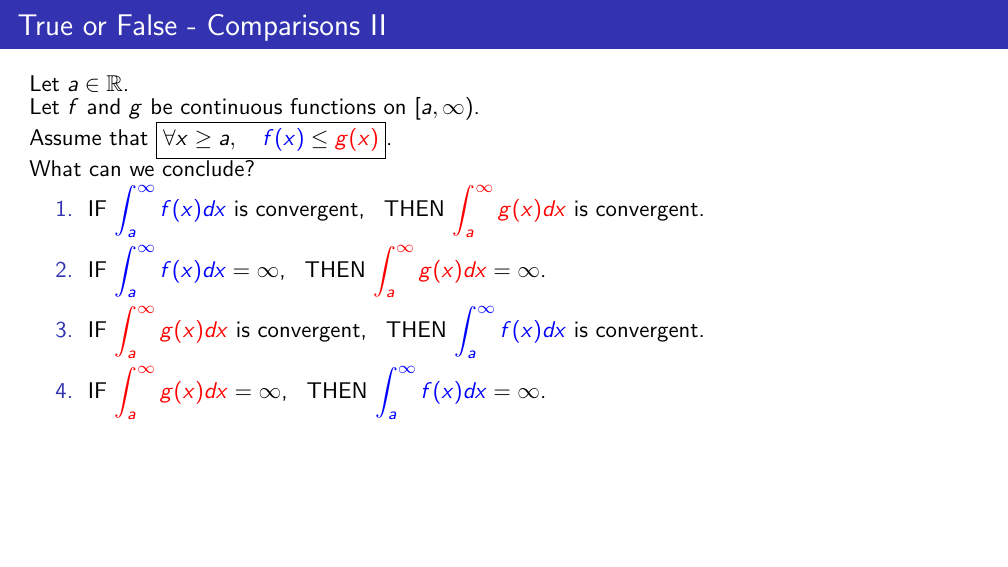 True or False - Comparisons II
Let a ∈ ℝ.
Let f and g be continuous functions on [a, ∞).
Assume that ∀x ≥ a, f(x) ≤ g(x).
What can we conclude?
1. IF ∫_a^∞ f(x)dx is convergent, THEN ∫_a^∞ g(x)dx is convergent.
2. IF ∫_a^∞ f(x)dx = ∞, THEN ∫_a^∞ g(x)dx = ∞.
3. IF ∫_a^∞ g(x)dx is convergent, THEN ∫_a^∞ f(x)dx is convergent.
4. IF ∫_a^∞ g(x)dx = ∞, THEN ∫_a^∞ f(x)dx = ∞.